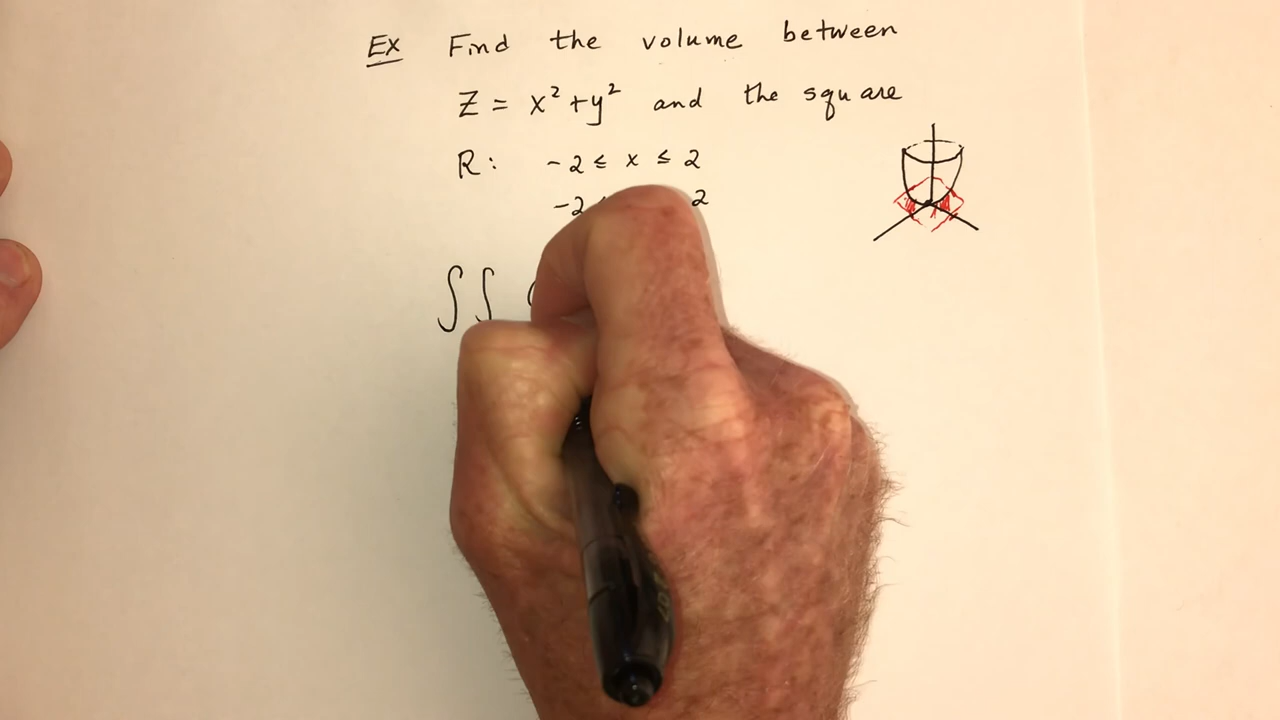 Ex Find the volume between
Z = x² + y² and the square
R: -2 ≤ x ≤ 2
-2 2
∫∫